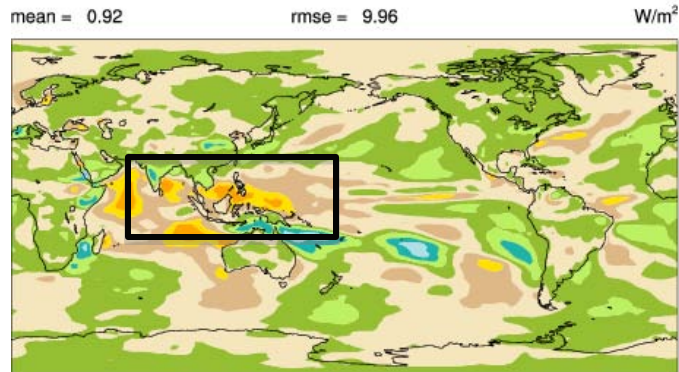 mean = 0.92 rmse = 9.96 W/m²